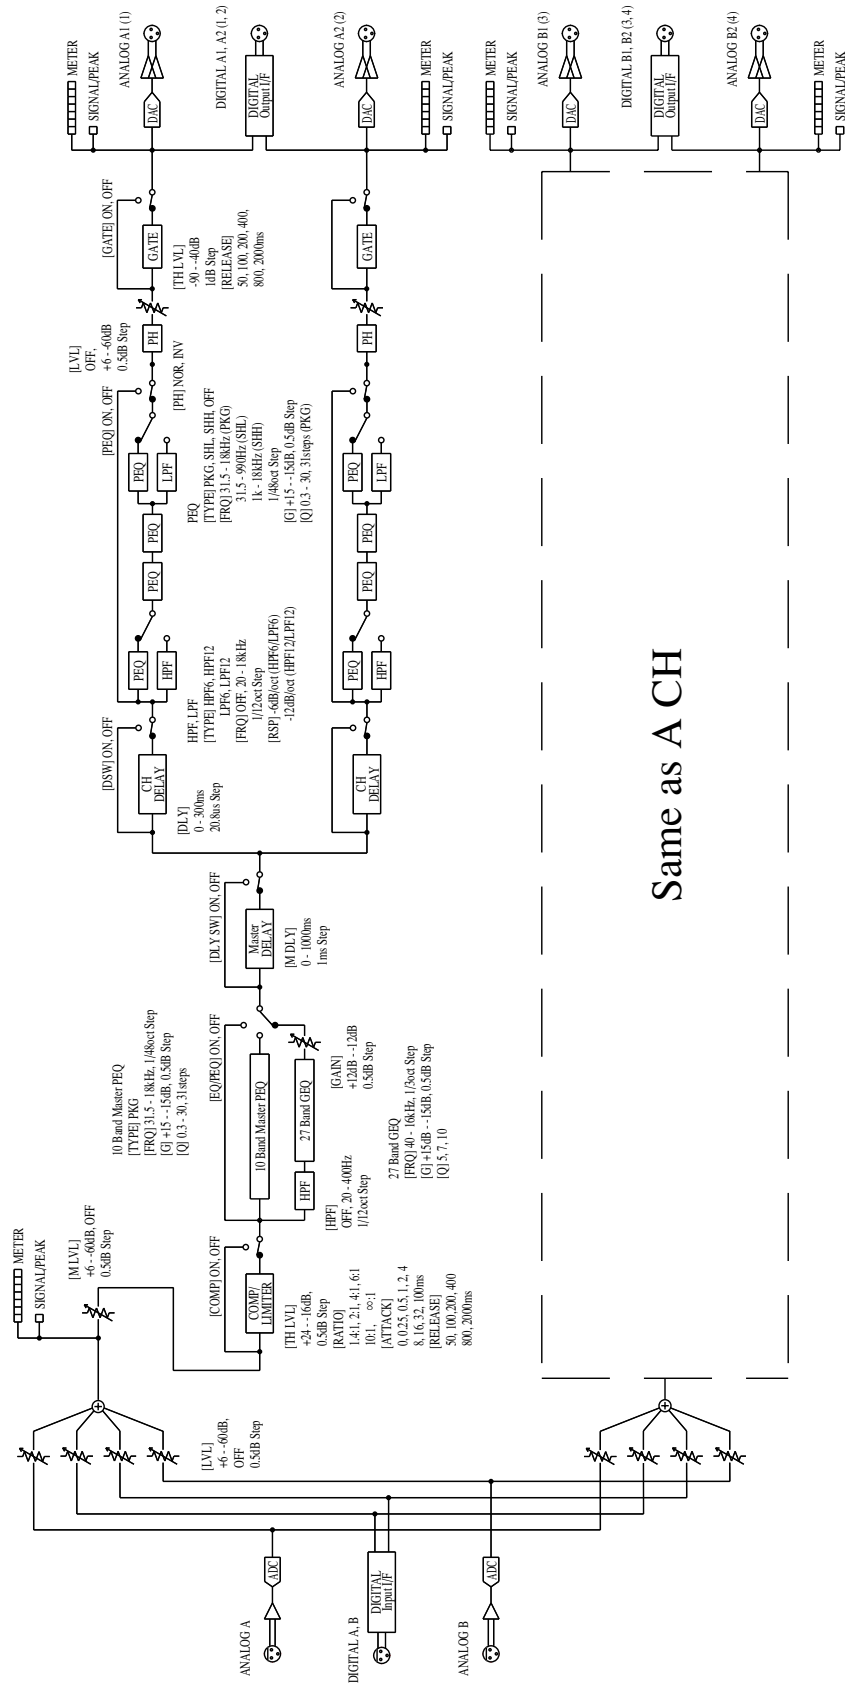 ANALOG A
ADC
DIGITAL A, B
DIGITAL
Input I/F
ANALOG B
ADC
[LVL]
+6 - -60dB,
OFF
0.5dB Step
METER
SIGNAL/PEAK
[M LVL]
+6 - -60dB, OFF
0.5dB Step
[COMP] ON, OFF
COMP/
LIMITER
[TH LVL]
+24 - -16dB,
0.5dB Step
[RATIO]
1.4:1, 2:1, 4:1, 6:1
10:1, ∞:1
[ATTACK]
0, 0.25, 0.5, 1, 2, 4
8, 16, 32, 100ms
[RELEASE]
50, 100,200, 400
800, 2000ms
10 Band Master PEQ
[TYPE] PKG
[FRQ] 31.5 - 18kHz, 1/48oct Step
[G] +15 - -15dB, 0.5dB Step
[Q] 0.3 - 30, 31steps
[EQ/PEQ] ON, OFF
10 Band Master PEQ
HPF
27 Band GEQ
[HPF]
OFF, 20 - 400Hz
1/12oct Step
[GAIN]
+12dB - -12dB
0.5dB Step
27 Band GEQ
[FRQ] 40 - 16kHz, 1/3oct Step
[G] +15dB - -15dB, 0.5dB Step
[Q] 5, 7, 10
[DLY SW] ON, OFF
Master
DELAY
[M DLY]
0 - 1000ms
1ms Step
[DSW] ON, OFF
CH
DELAY
[DLY]
0 - 300ms
20.8us Step
CH
DELAY
[PEQ] ON, OFF
PEQ
HPF
PEQ
PEQ
PEQ
LPF
HPF, LPF
[TYPE] HPF6, HPF12
LPF6, LPF12
[FRQ] OFF, 20 - 18kHz
1/12oct Step
[RSP] -6dB/oct (HPF6/LPF6)
-12dB/oct (HPF12/LPF12)
PEQ
[TYPE] PKG, SHL, SHH, OFF
[FRQ] 31.5 - 18kHz (PKG)
31.5 - 990Hz (SHL)
1k - 18kHz (SHH)
1/48oct Step
[G] +15 - -15dB, 0.5dB Step
[Q] 0.3 - 30, 31steps (PKG)
PEQ
HPF
PEQ
PEQ
PEQ
LPF
[LVL]
OFF,
+6 - -60dB
0.5dB Step
PH
[PH] NOR, INV
PH
[GATE] ON, OFF
GATE
[TH LVL]
-90 - -40dB
1dB Step
[RELEASE]
50, 100, 200, 400,
800, 2000ms
GATE
METER
SIGNAL/PEAK
DAC
ANALOG A1 (1)
DIGITAL A1, A2 (1, 2)
DIGITAL
Output I/F
DAC
ANALOG A2 (2)
METER
SIGNAL/PEAK
Same as A CH
METER
SIGNAL/PEAK
DAC
ANALOG B1 (3)
DIGITAL B1, B2 (3, 4)
DIGITAL
Output I/F
DAC
ANALOG B2 (4)
METER
SIGNAL/PEAK